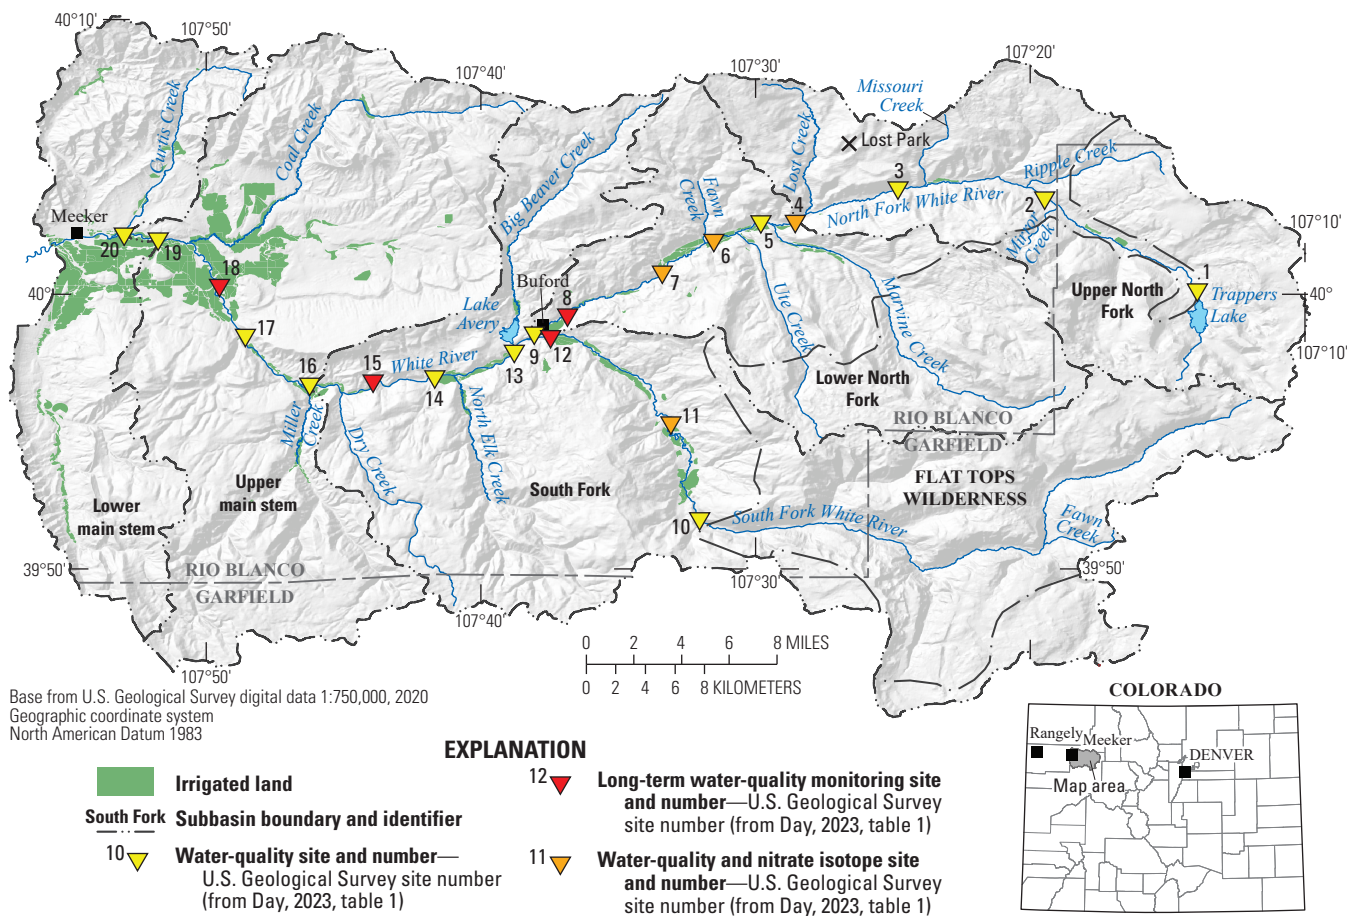 40°10'
107°50'
107°40'
107°30'
107°20'
Missouri
Creek
Curtis Creek
Coal Creek
Big Beaver Creek
Lost Creek
Lost Park
Fawn
Creek
3
Ripple Creek
North Fork White River
2
Mirror
Creek
107°10'
Meeker
20
19
18
4
5
6
7
1
40°
40°
Trappers
Lake
Upper North
Fork
107°10'
Buford
8
Lake
Avery
9
12
13
17
16
15
White River
14
Ute Creek
Marvine Creek
Lower North
Fork
RIO BLANCO
GARFIELD
Miller
Creek
Dry Creek
North Elk Creek
11
FLAT TOPS
WILDERNESS
Upper
main stem
South Fork
Lower
main stem
10
South Fork White River
Fawn
Creek
39°50'
RIO BLANCO
GARFIELD
107°30'
39°50'
107°40'
107°50'
0 2 4 6 8 MILES
0 2 4 6 8 KILOMETERS
Base from U.S. Geological Survey digital data 1:750,000, 2020
Geographic coordinate system
North American Datum 1983
COLORADO
Rangely
Meeker
DENVER
Map area
EXPLANATION
Irrigated land
South Fork Subbasin boundary and identifier
10 Water-quality site and number—
U.S. Geological Survey site number
(from Day, 2023, table 1)
12 Long-term water-quality monitoring site
and number—U.S. Geological Survey
site number (from Day, 2023, table 1)
11 Water-quality and nitrate isotope site
and number—U.S. Geological Survey
site number (from Day, 2023, table 1)